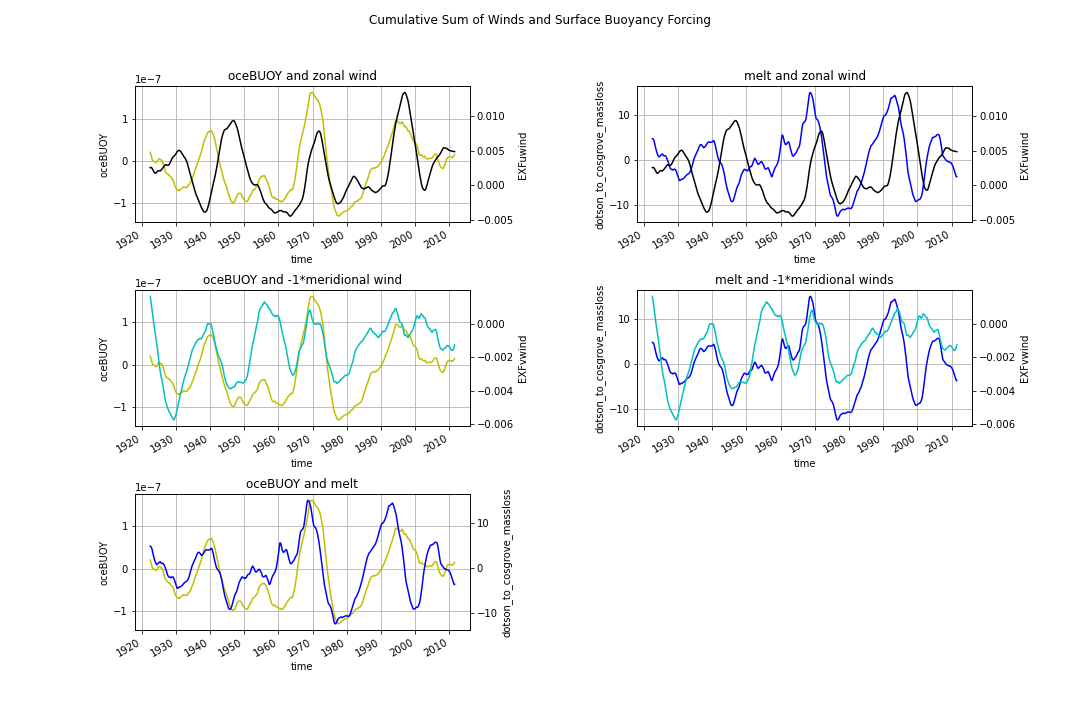 Cumulative Sum of Winds and Surface Buoyancy Forcing
oceBUOY and zonal wind
1e−7
oceBUOY
1
0
−1
EXFuwind
0.010
0.005
0.000
−0.005
1920 1930 1940 1950 1960 1970 1980 1990 2000 2010
time
melt and zonal wind
dotson_to_cosgrove_massloss
10
0
−10
EXFuwind
0.010
0.005
0.000
−0.005
1920 1930 1940 1950 1960 1970 1980 1990 2000 2010
time
oceBUOY and -1*meridional wind
1e−7
oceBUOY
1
0
−1
EXFvwind
0.000
−0.002
−0.004
−0.006
1920 1930 1940 1950 1960 1970 1980 1990 2000 2010
time
melt and -1*meridional winds
dotson_to_cosgrove_massloss
10
0
−10
EXFvwind
0.000
−0.002
−0.004
−0.006
1920 1930 1940 1950 1960 1970 1980 1990 2000 2010
time
oceBUOY and melt
1e−7
oceBUOY
1
0
−1
dotson_to_cosgrove_massloss
10
0
−10
1920 1930 1940 1950 1960 1970 1980 1990 2000 2010
time